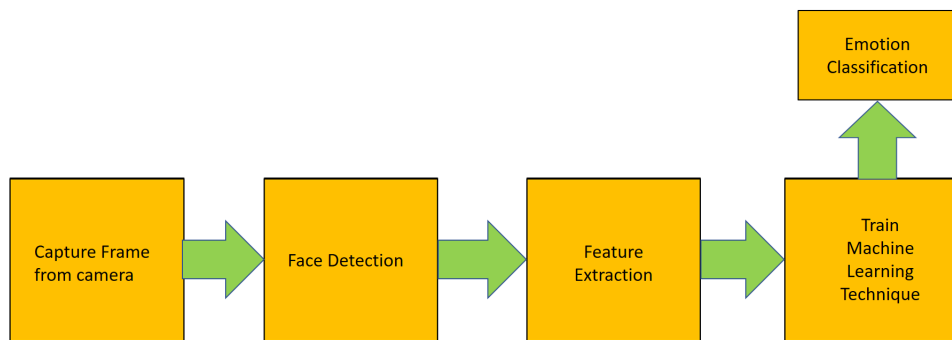 Emotion
Classification
Capture Frame
from camera
Face Detection
Feature
Extraction
Train
Machine
Learning
Technique